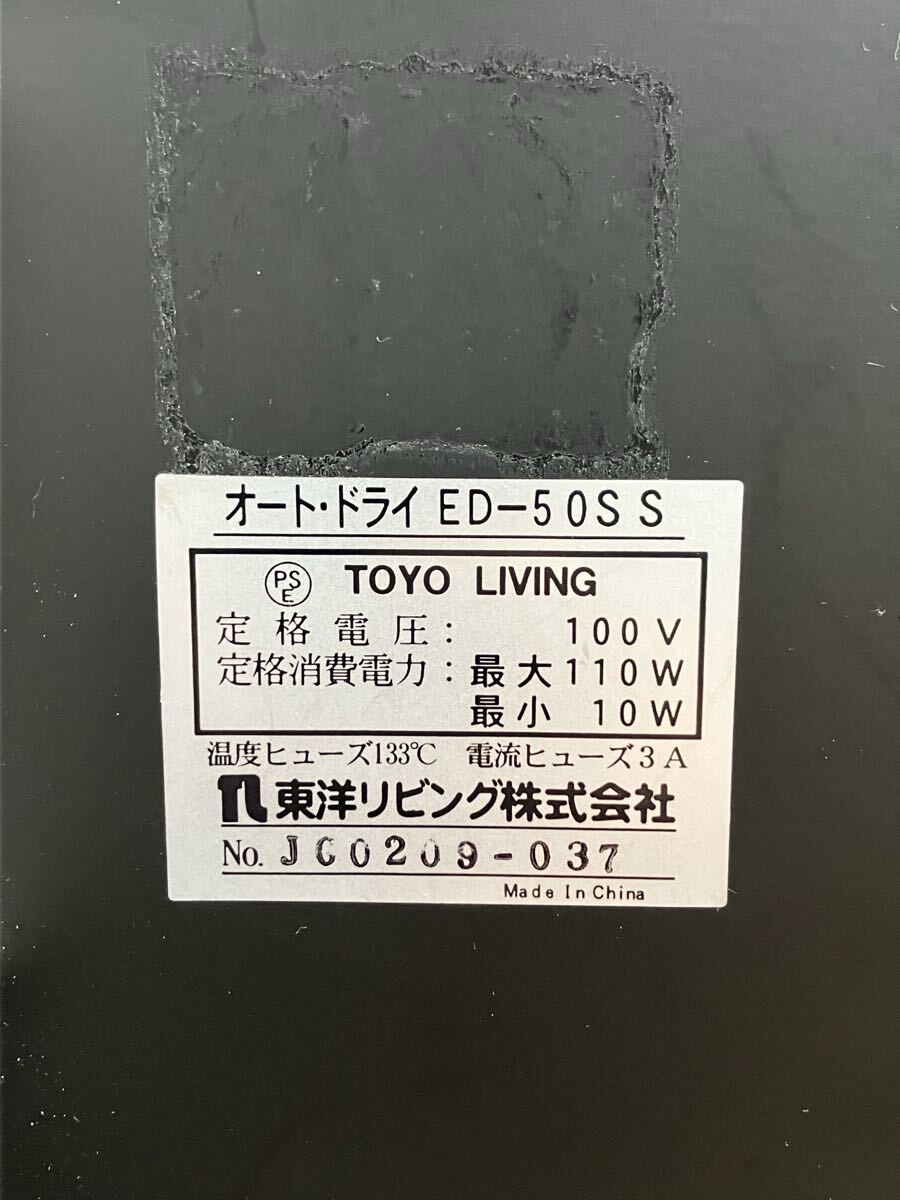 オート・ドライ ED-50SS
PSE TOYO LIVING
定格電圧: 100V
定格消費電力: 最大110W
最小 10W
温度ヒューズ133℃ 電流ヒューズ3A
東洋リビング株式会社
No. JG0209-037
Made In China